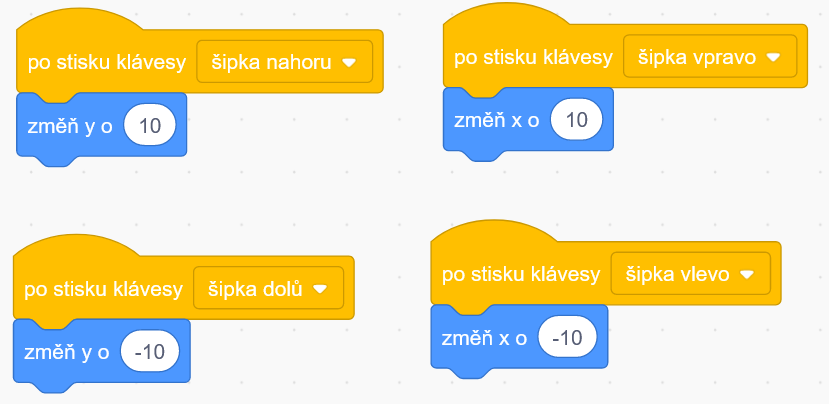 po stisku klávesy šipka nahoru
změň y o 10
po stisku klávesy šipka vpravo
změň x o 10
po stisku klávesy šipka dolů
změň y o -10
po stisku klávesy šipka vlevo
změň x o -10